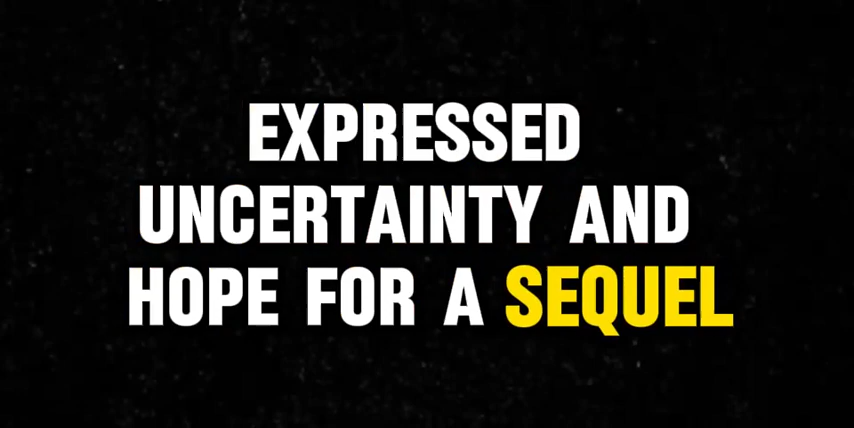 EXPRESSED
UNCERTAINTY AND
HOPE FOR A SEQUEL